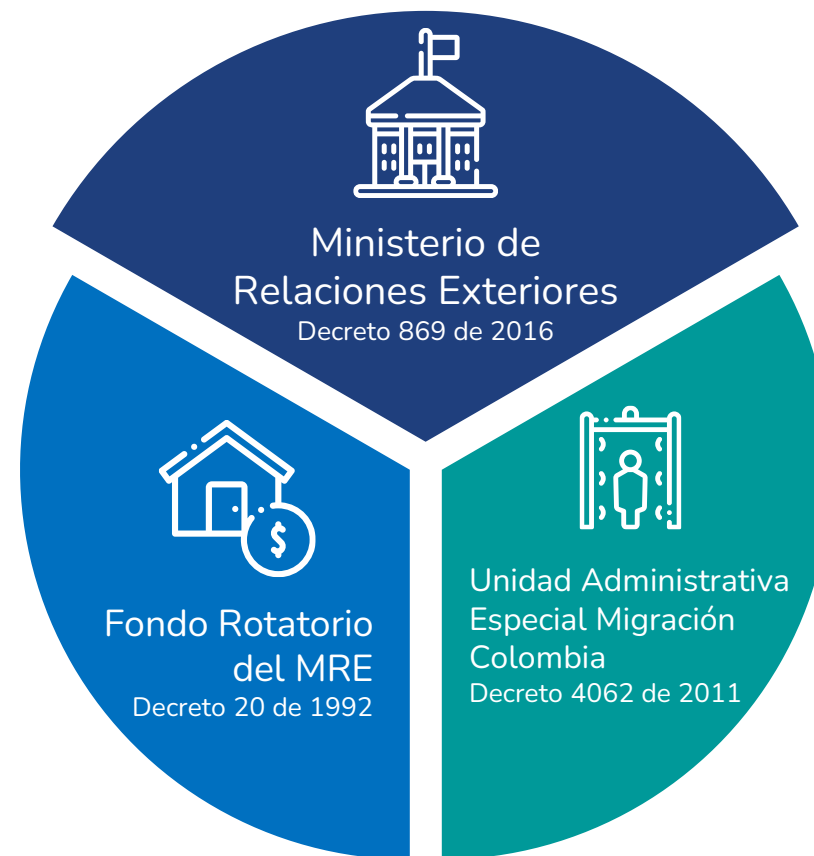 Ministerio de
Relaciones Exteriores
Decreto 869 de 2016
$
Fondo Rotatorio
del MRE
Decreto 20 de 1992
Unidad Administrativa
Especial Migración
Colombia
Decreto 4062 de 2011